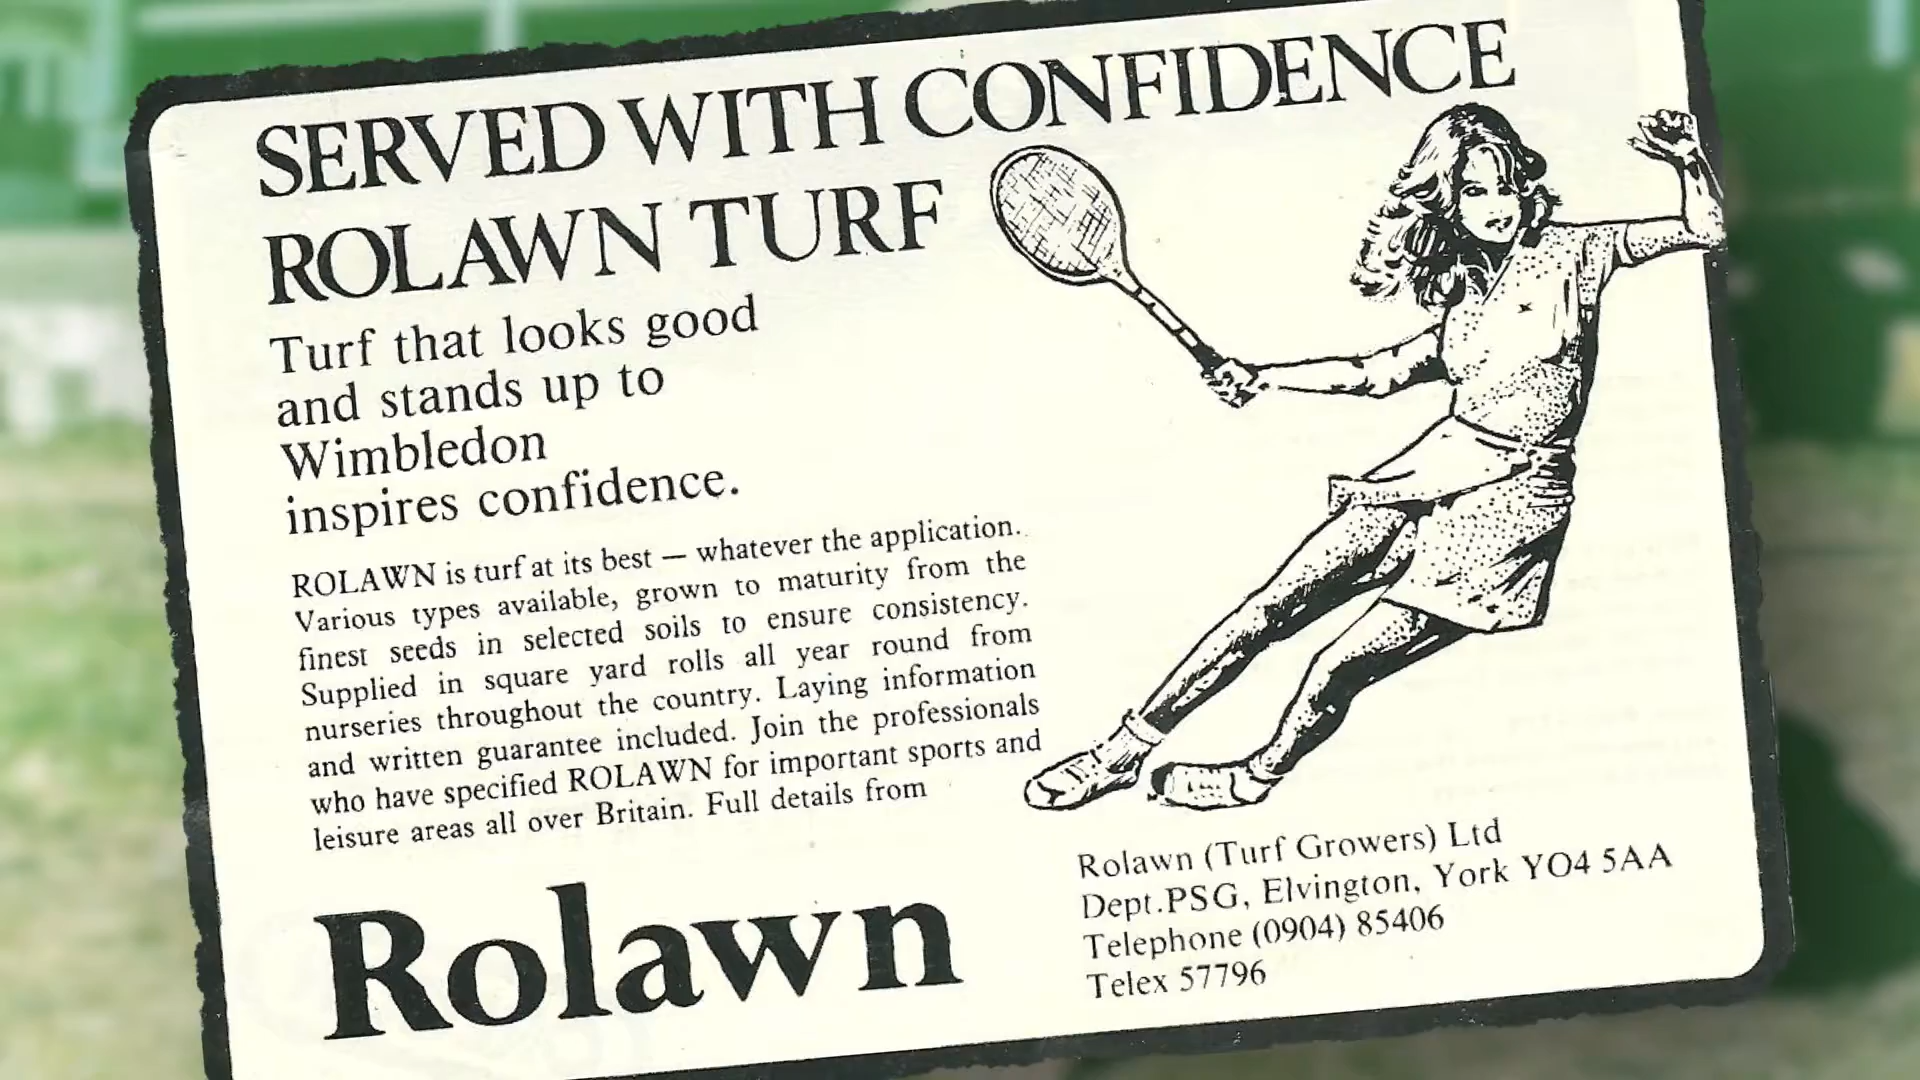 SERVED WITH CONFIDENCE
ROLAWN TURF
Turf that looks good
and stands up to
Wimbledon
inspires confidence.
ROLAWN is turf at its best — whatever the application.
Various types available, grown to maturity from the
finest seeds in selected soils to ensure consistency.
Supplied in square yard rolls all year round from
nurseries throughout the country. Laying information
and written guarantee included. Join the professionals
who have specified ROLAWN for important sports and
leisure areas all over Britain. Full details from
Rolawn
Rolawn (Turf Growers) Ltd
Dept.PSG, Elvington, York YO4 5AA
Telephone (0904) 85406
Telex 57796